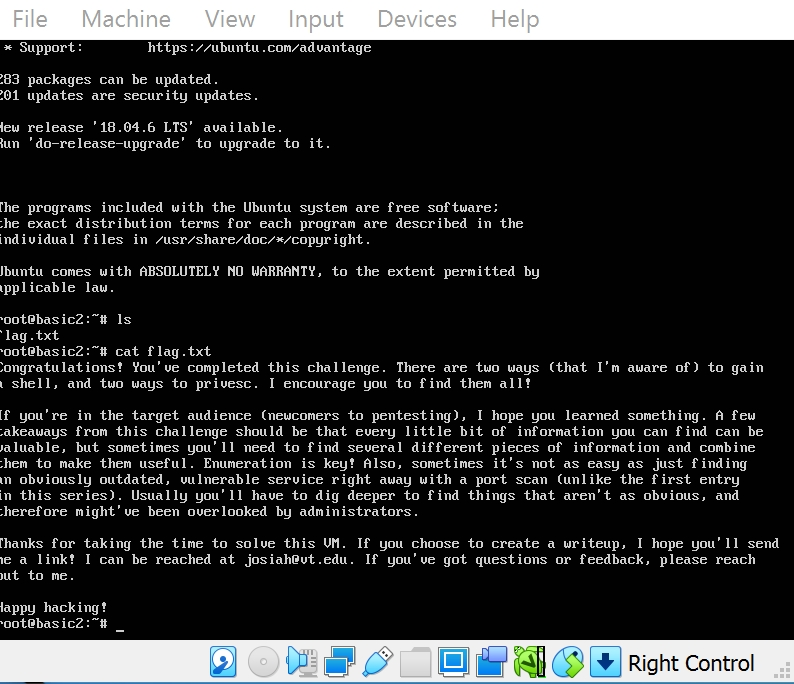 File Machine View Input Devices Help
* Support: https://ubuntu.com/advantage
283 packages can be updated.
201 updates are security updates.
New release '18.04.6 LTS' available.
Run 'do-release-upgrade' to upgrade to it.
The programs included with the Ubuntu system are free software;
the exact distribution terms for each program are described in the
individual files in /usr/share/doc/*/copyright.
Ubuntu comes with ABSOLUTELY NO WARRANTY, to the extent permitted by
applicable law.
root@basic2:~# ls
flag.txt
root@basic2:~# cat flag.txt
Congratulations! You've completed this challenge. There are two ways (that I'm aware of) to gain
a shell, and two ways to privesc. I encourage you to find them all!
If you're in the target audience (newcomers to pentesting), I hope you learned something. A few
takeaways from this challenge should be that every little bit of information you can find can be
valuable, but sometimes you'll need to find several different pieces of information and combine
them to make them useful. Enumeration is key! Also, sometimes it's not as easy as just finding
an obviously outdated, vulnerable service right away with a port scan (unlike the first entry
in this series). Usually you'll have to dig deeper to find things that aren't as obvious, and
therefore might've been overlooked by administrators.
Thanks for taking the time to solve this VM. If you choose to create a writeup, I hope you'll send
me a link! I can be reached at josiah@vt.edu. If you've got questions or feedback, please reach
out to me.
Happy hacking!
root@basic2:~# _
Right Control